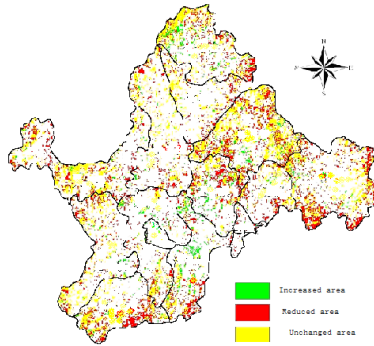 N
E
S
Increased area
Reduced area
Unchanged area